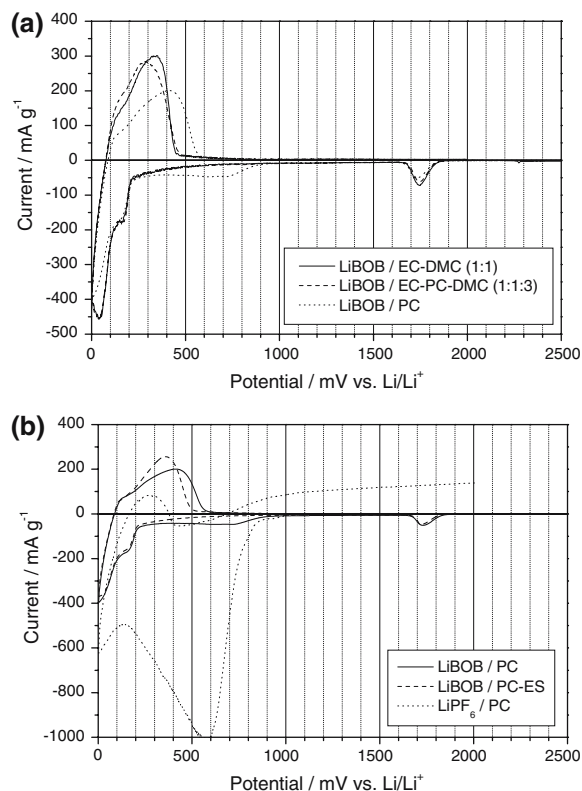 (a)
400
300
200
100
0
-100
-200
-300
-400
-500
Current / mA g⁻¹
LiBOB / EC-DMC (1:1)
LiBOB / EC-PC-DMC (1:1:3)
LiBOB / PC
0 500 1000 1500 2000 2500
Potential / mV vs. Li/Li⁺
(b)
400
200
0
-200
-400
-600
-800
-1000
Current / mA g⁻¹
LiBOB / PC
LiBOB / PC-ES
LiPF₆ / PC
0 500 1000 1500 2000 2500
Potential / mV vs. Li/Li⁺